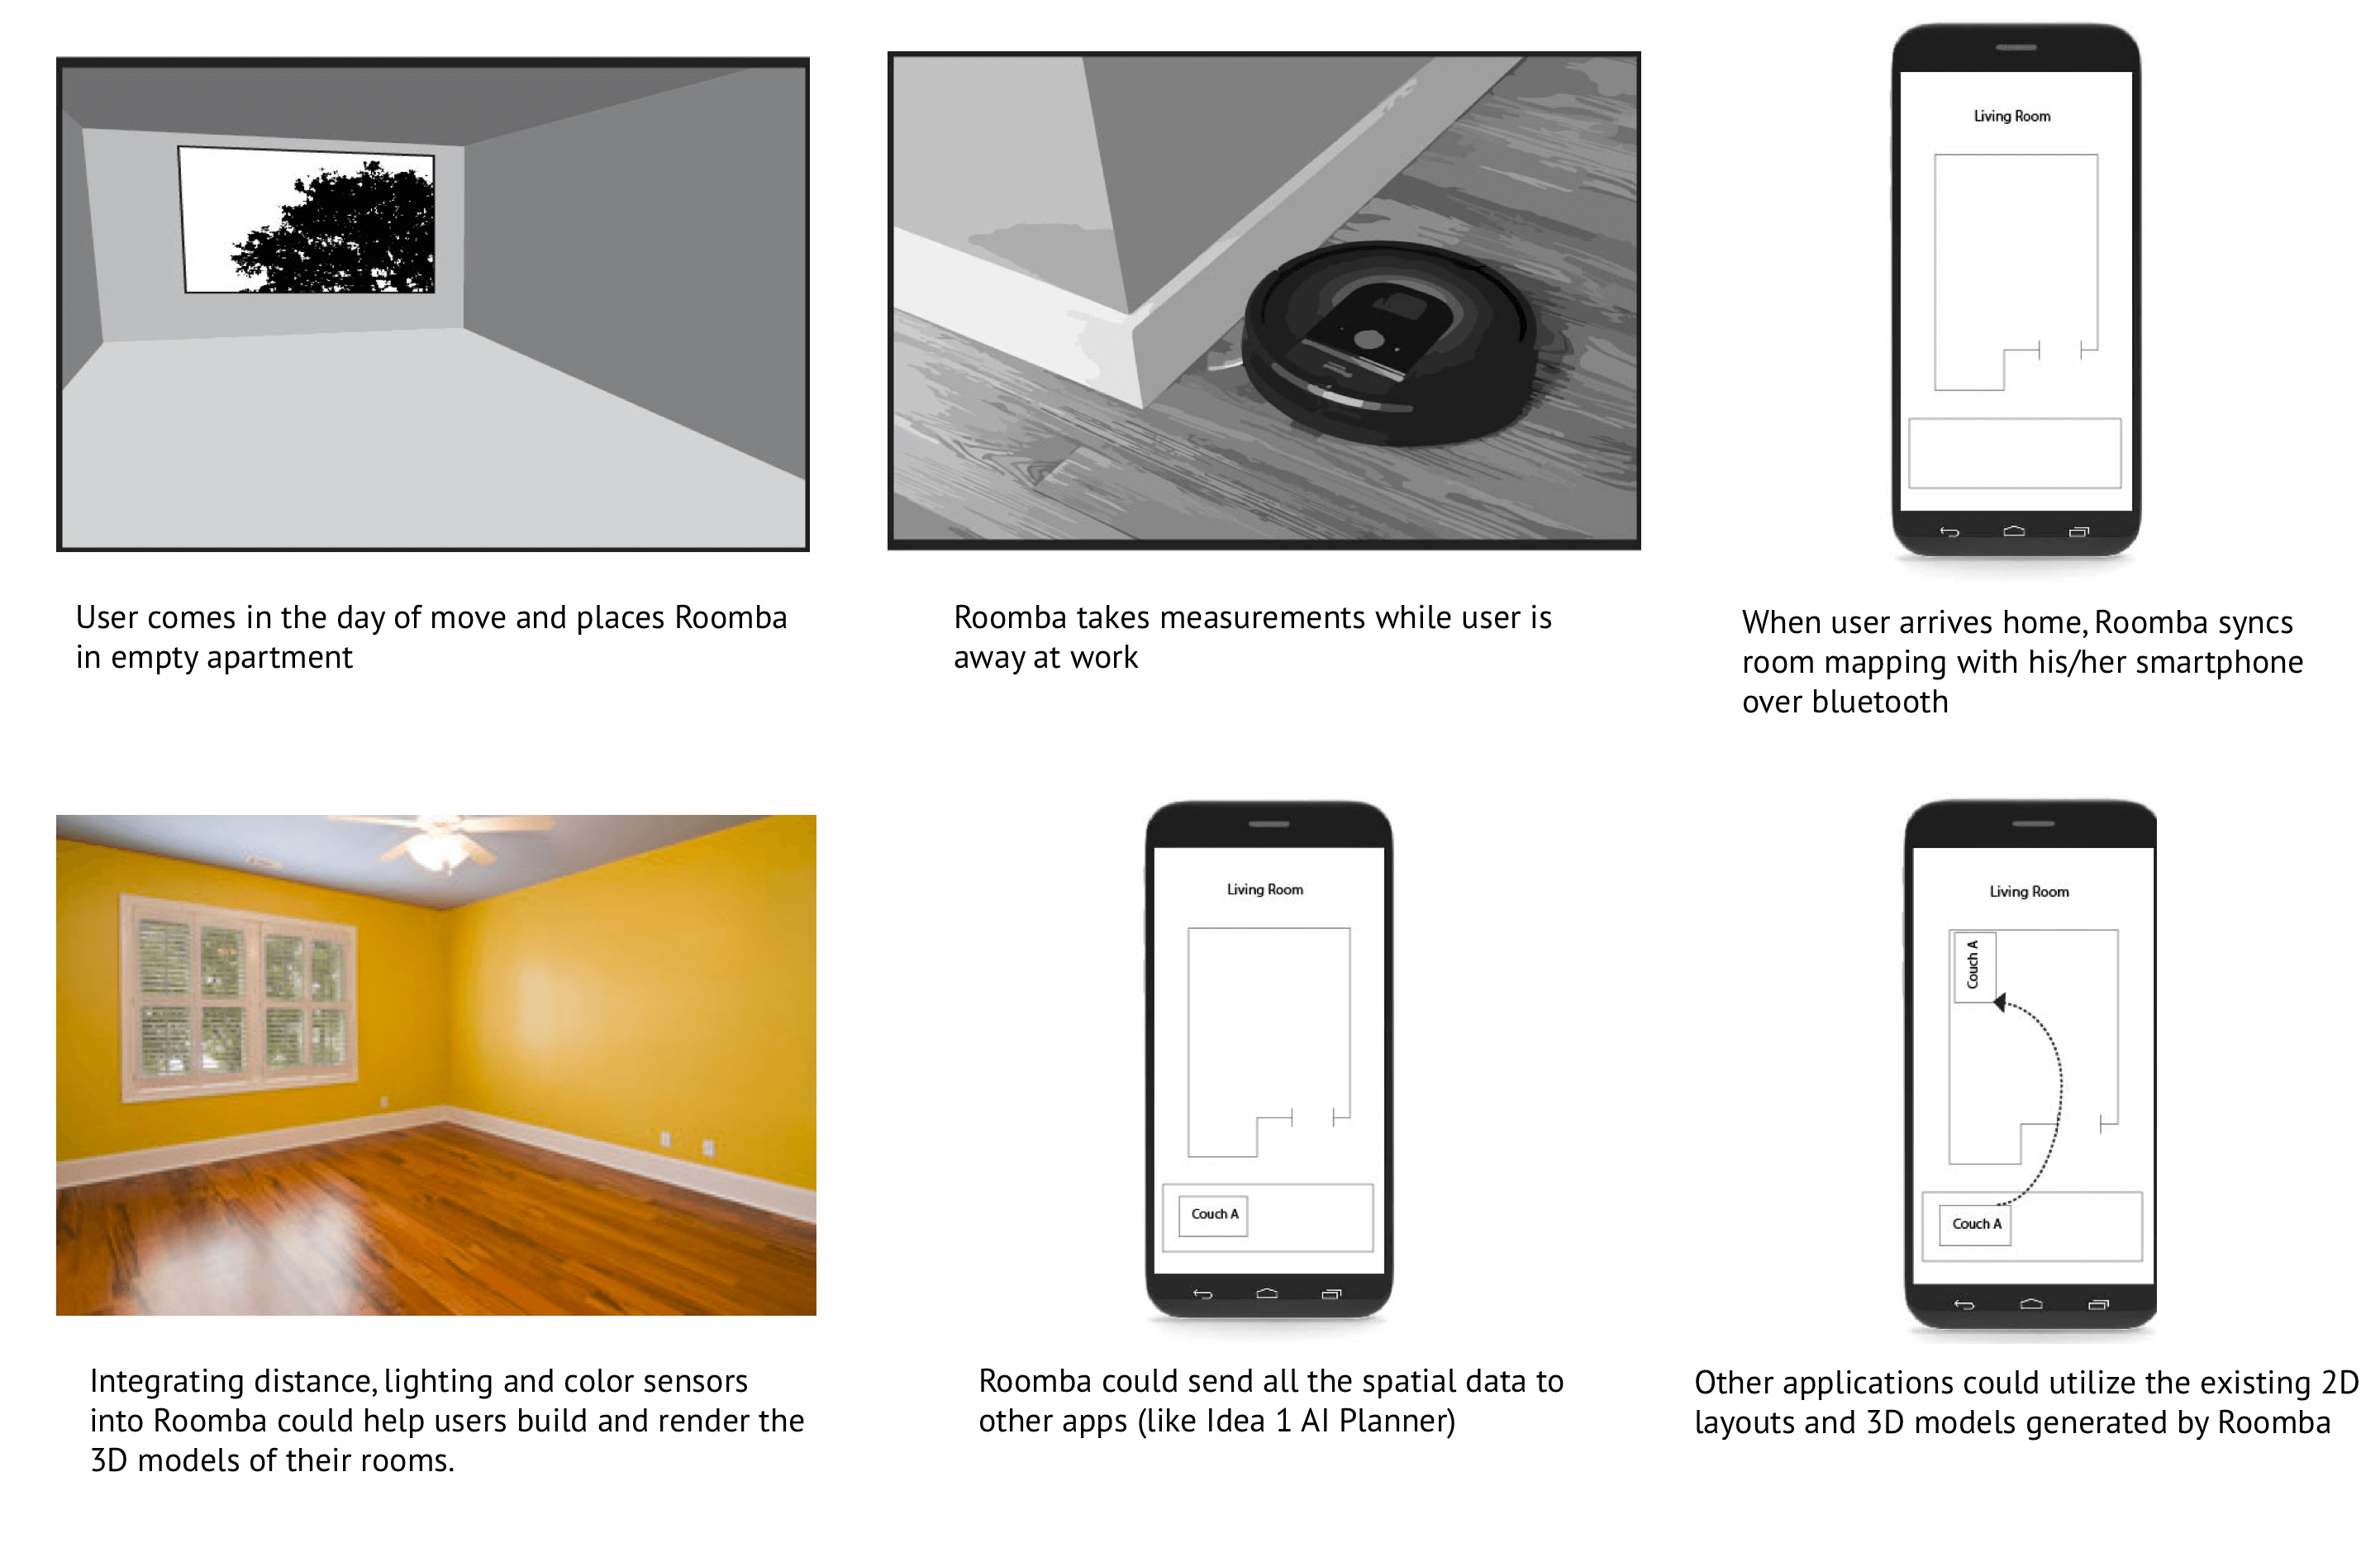 Living Room
User comes in the day of move and places Roomba
in empty apartment
Roomba takes measurements while user is
away at work
When user arrives home, Roomba syncs
room mapping with his/her smartphone
over bluetooth
Living Room
Couch A
Living Room
Couch A
Couch A
Integrating distance, lighting and color sensors
into Roomba could help users build and render the
3D models of their rooms.
Roomba could send all the spatial data to
other apps (like Idea 1 AI Planner)
Other applications could utilize the existing 2D
layouts and 3D models generated by Roomba